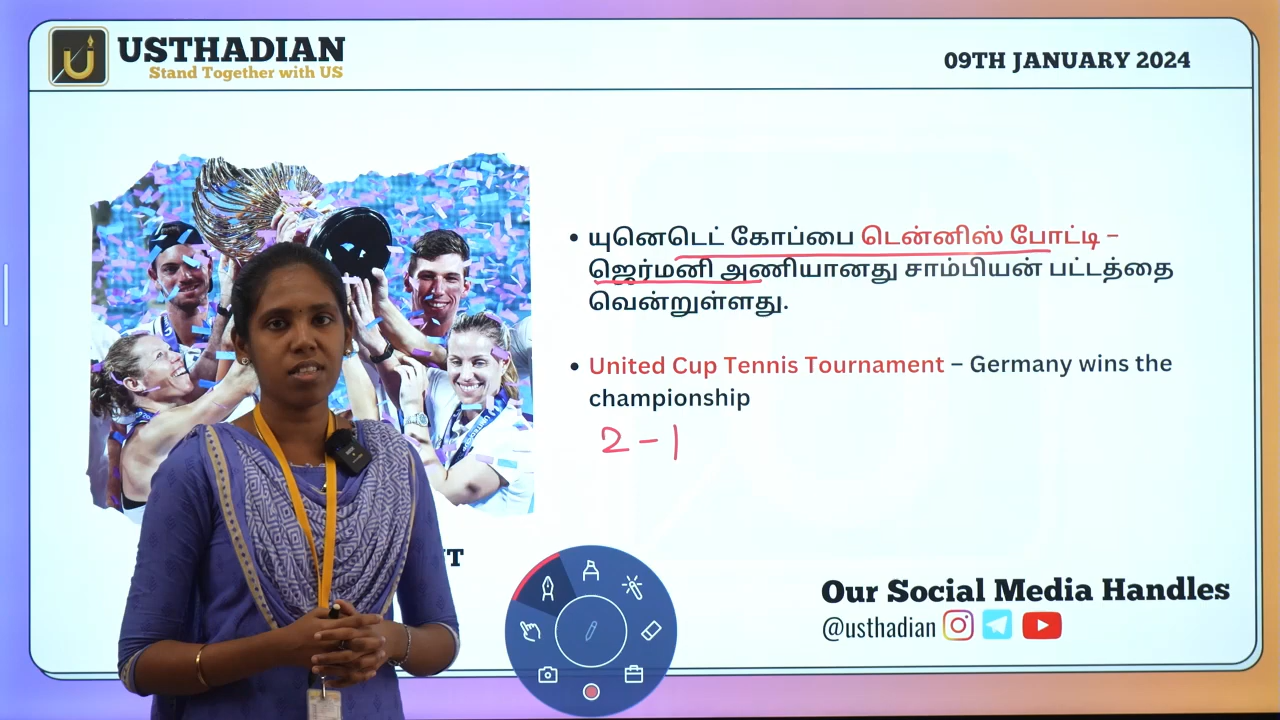 USTHADIAN
Stand Together with US
09TH JANUARY 2024
யுனெடெட் கோப்பை டென்னிஸ் போட்டி –
ஜெர்மனி அணியானது சாம்பியன் பட்டத்தை
வென்றுள்ளது.
United Cup Tennis Tournament – Germany wins the
championship
2 – 1
Our Social Media Handles
@usthadian